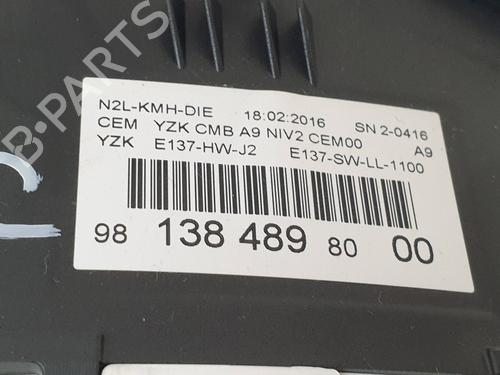 B-PARTS
N2L-KMH-DIE 18:02:2016 SN 2-0416
CEM YZK CMB A9 NIV2 CEM00 A9
YZK E137-HW-J2 E137-SW-LL-1100
98 138 489 80 00